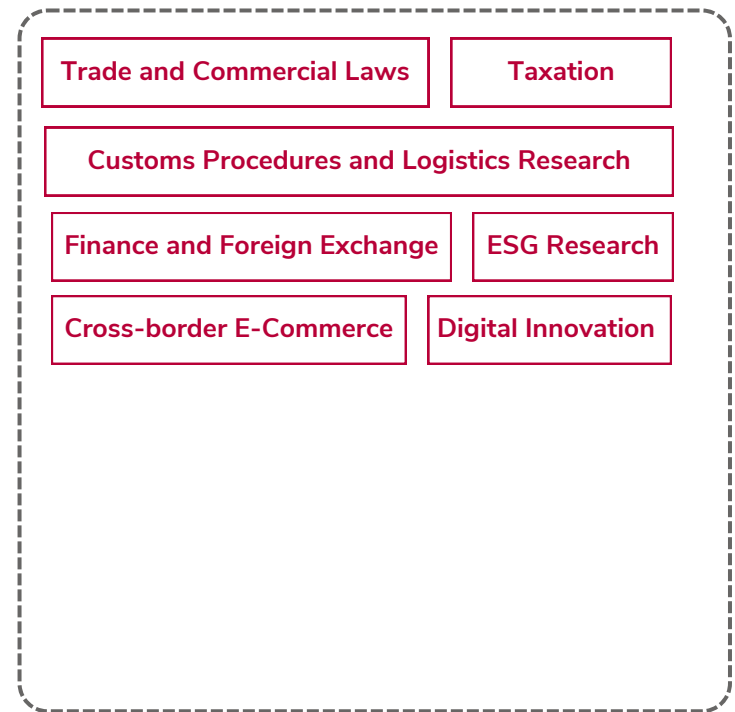 Trade and Commercial Laws
Taxation
Customs Procedures and Logistics Research
Finance and Foreign Exchange
ESG Research
Cross-border E-Commerce
Digital Innovation